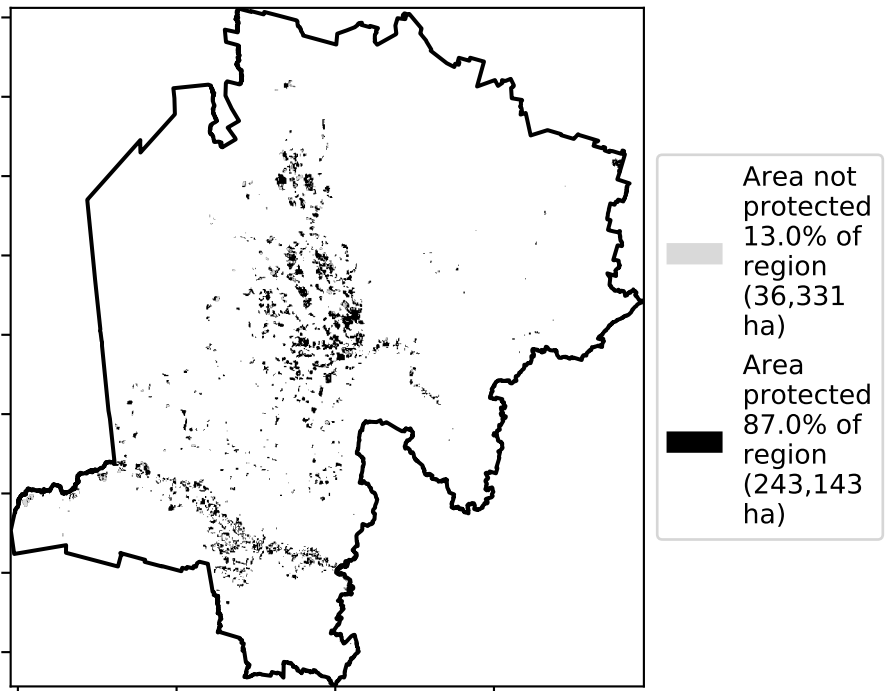 Area not
protected
13.0% of
region
(36,331
ha)
Area
protected
87.0% of
region
(243,143
ha)